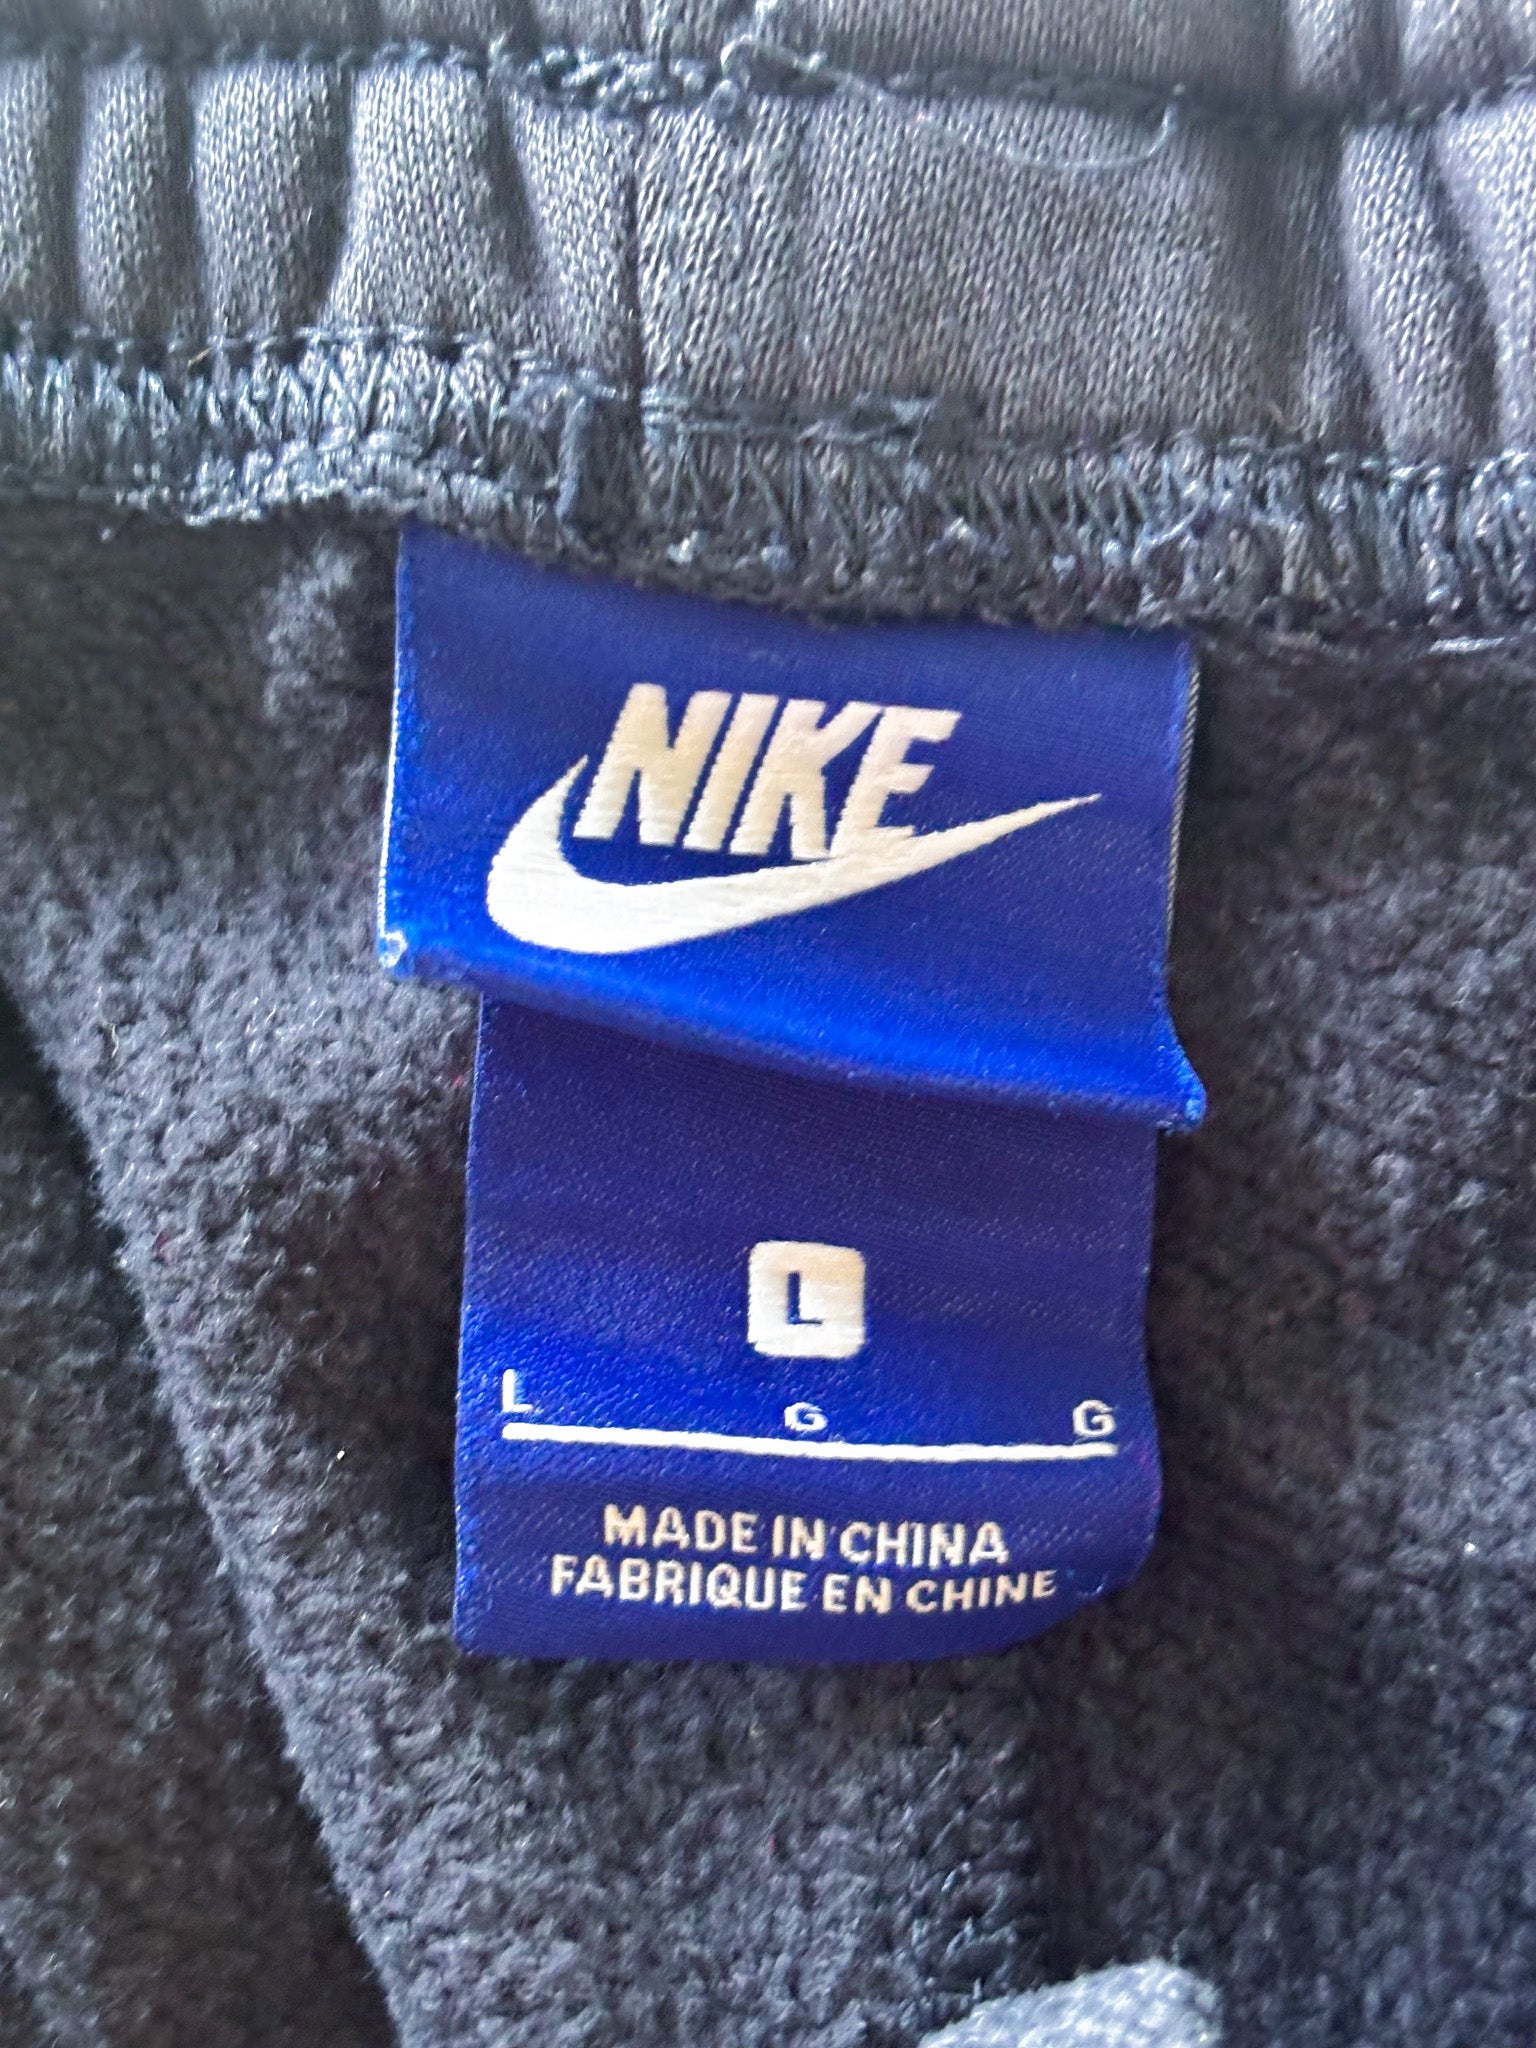 NIKE
L
L G G
MADE IN CHINA
FABRIQUE EN CHINE